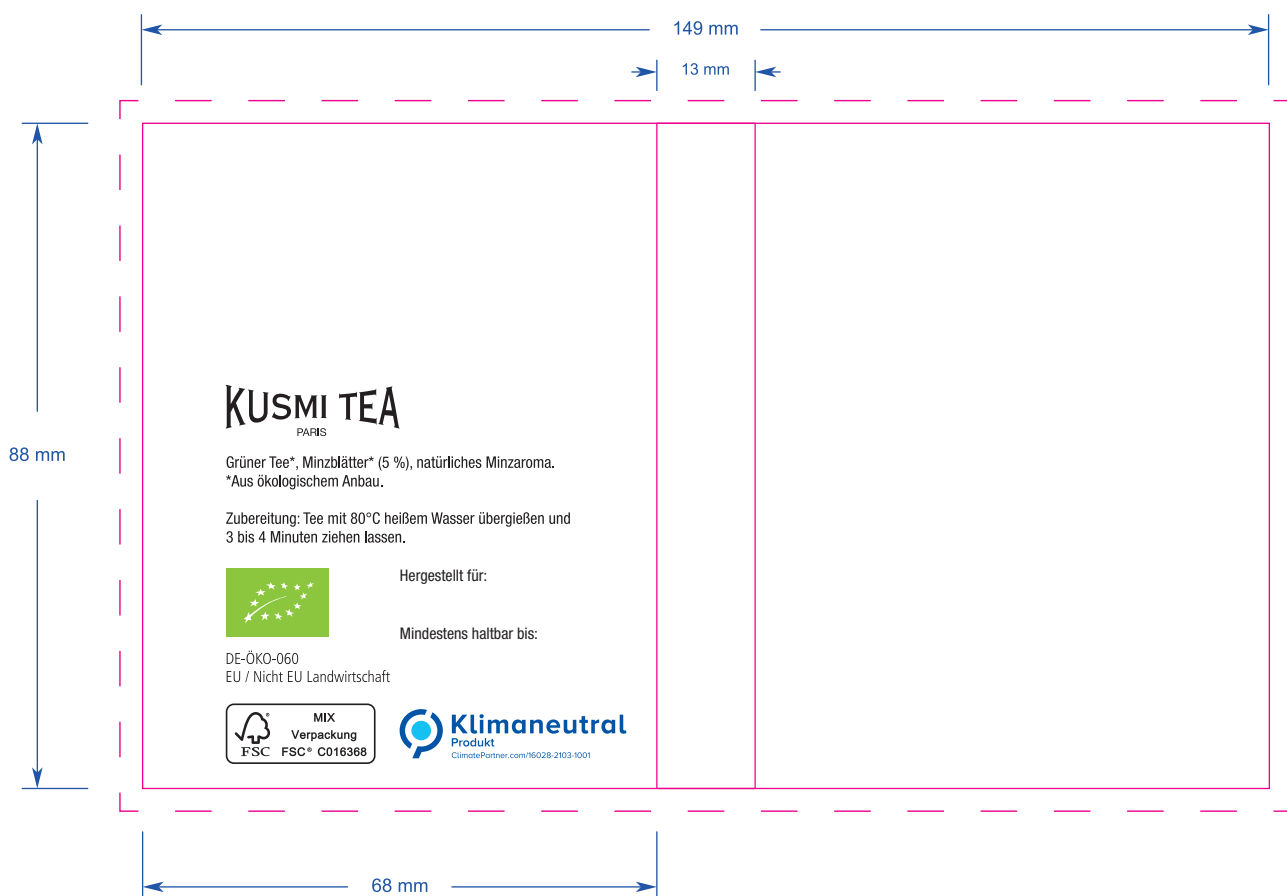 149 mm
13 mm
88 mm
KUSMI TEA
PARIS
Grüner Tee*, Minzblätter* (5 %), natürliches Minzaroma.
*Aus ökologischem Anbau.
Zubereitung: Tee mit 80°C heißem Wasser übergießen und
3 bis 4 Minuten ziehen lassen.
Hergestellt für:
Mindestens haltbar bis:
DE-ÖKO-060
EU / Nicht EU Landwirtschaft
FSC
MIX
Verpackung
FSC® C016368
Klimaneutral
Produkt
ClimatePartner.com/16028-2103-1001
68 mm